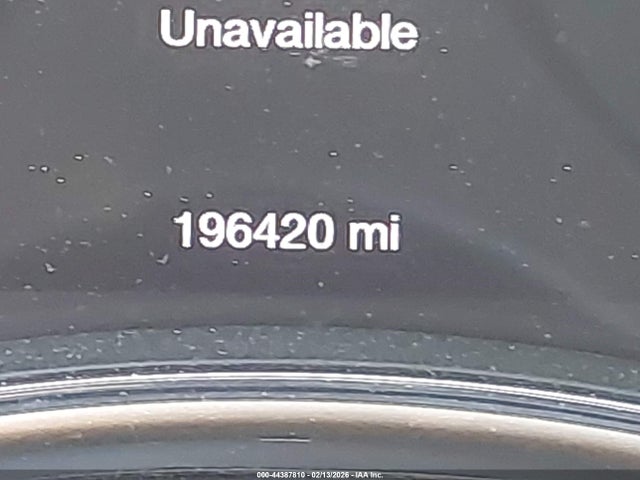 Unavailable
196420 mi
000-44387810 - 02/13/2026 - IAA Inc.